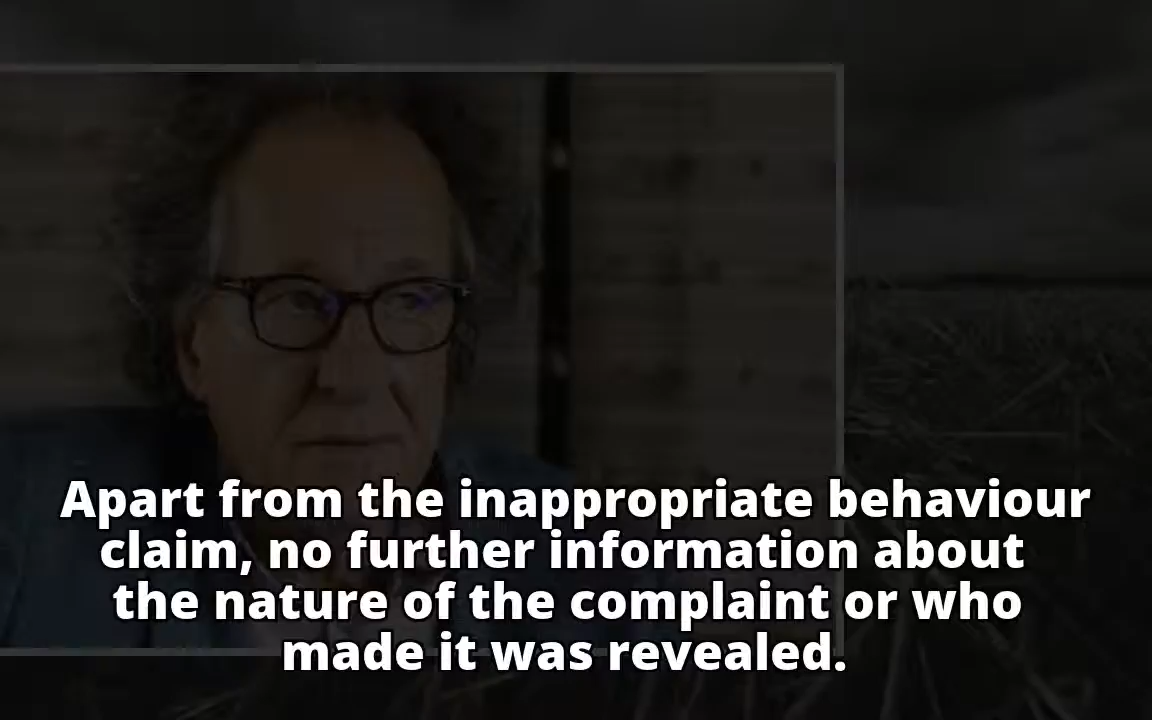 Apart from the inappropriate behaviour
claim, no further information about
the nature of the complaint or who
made it was revealed.